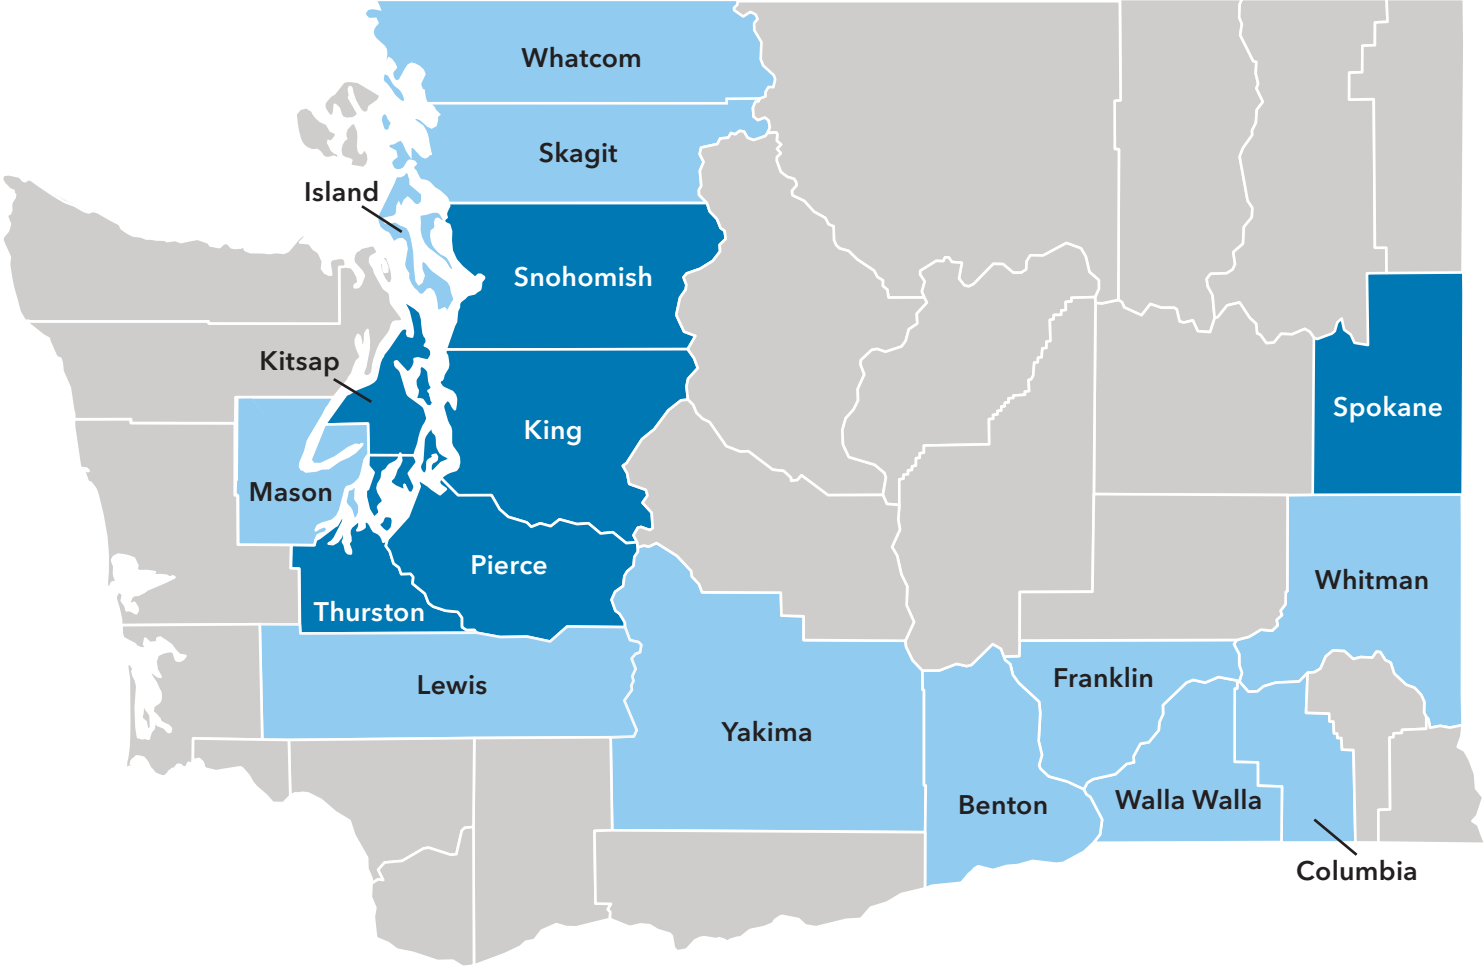 Whatcom
Skagit
Island
Snohomish
Kitsap
King
Spokane
Mason
Pierce
Whitman
Thurston
Franklin
Lewis
Yakima
Walla Walla
Benton
Columbia